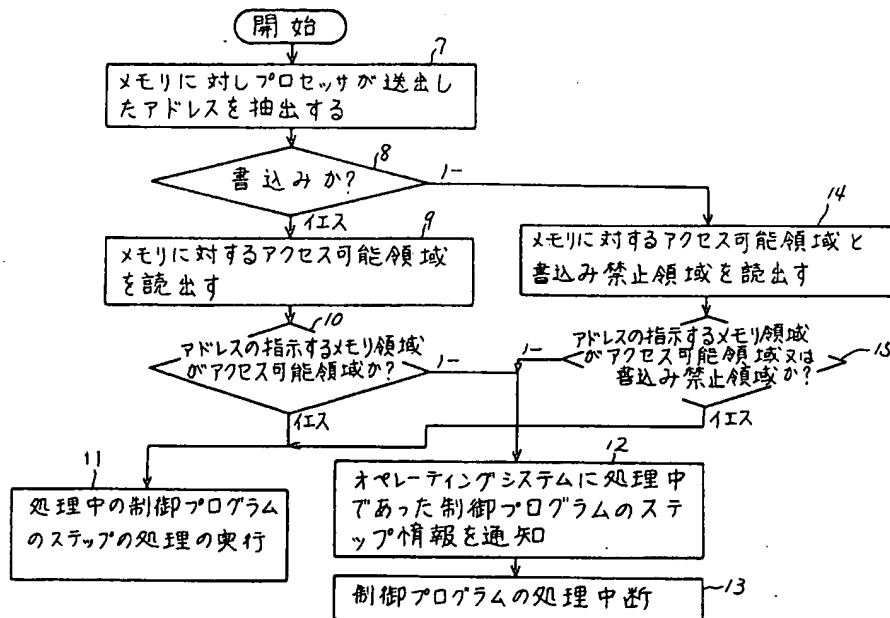 開始
7
メモリに対しプロセッサが送出し
たアドレスを抽出する
8
書込みか?
ノー
イエス
9
メモリに対するアクセス可能領域
を読出す
14
メモリに対するアクセス可能領域と
書込み禁止領域を読出す
10
アドレスの指示するメモリ領域
がアクセス可能領域か?
ノー
イエス
ノー
アドレスの指示するメモリ領域
がアクセス可能領域又は
書込み禁止領域か?
15
イエス
11
処理中の制御プログラム
のステップの処理の実行
12
オペレーティングシステムに処理中
であった制御プログラムのステ
ップ情報を通知
制御プログラムの処理中断
13